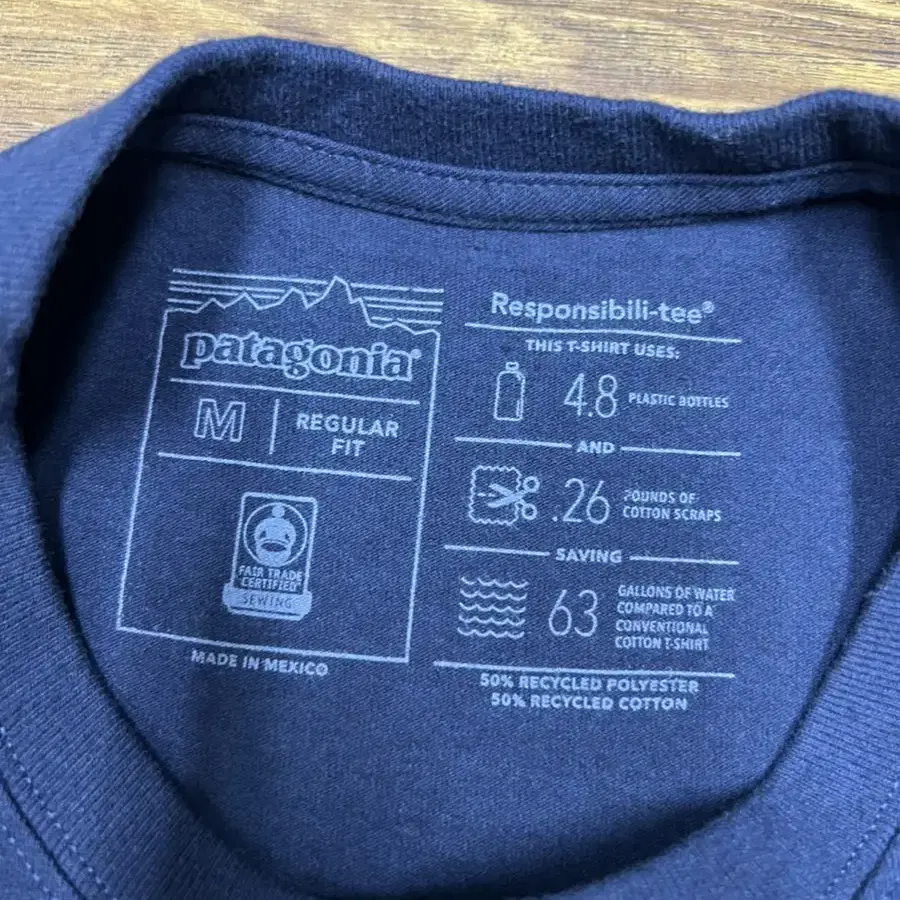 patagonia®
M
REGULAR
FIT
FAIR TRADE
CERTIFIED™
SEWING
MADE IN MEXICO
Responsibili-tee®
THIS T-SHIRT USES:
4.8 PLASTIC BOTTLES
AND
.26 POUNDS OF
COTTON SCRAPS
SAVING
63 GALLONS OF WATER
COMPARED TO A
CONVENTIONAL
COTTON T-SHIRT
50% RECYCLED POLYESTER
50% RECYCLED COTTON